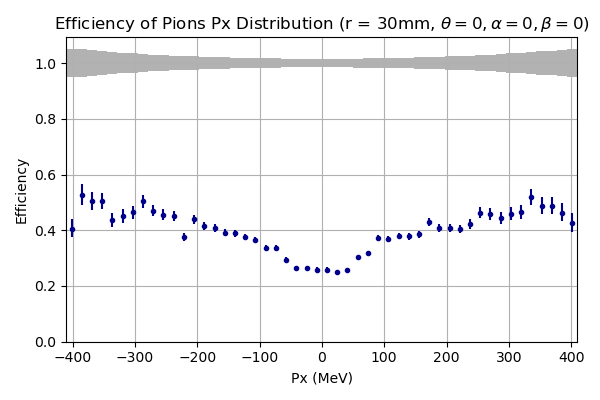 Efficiency of Pions Px Distribution (r = 30mm, θ = 0, α = 0, β = 0)
Efficiency
1.0
0.8
0.6
0.4
0.2
0.0
−400 −300 −200 −100 0 100 200 300 400
Px (MeV)